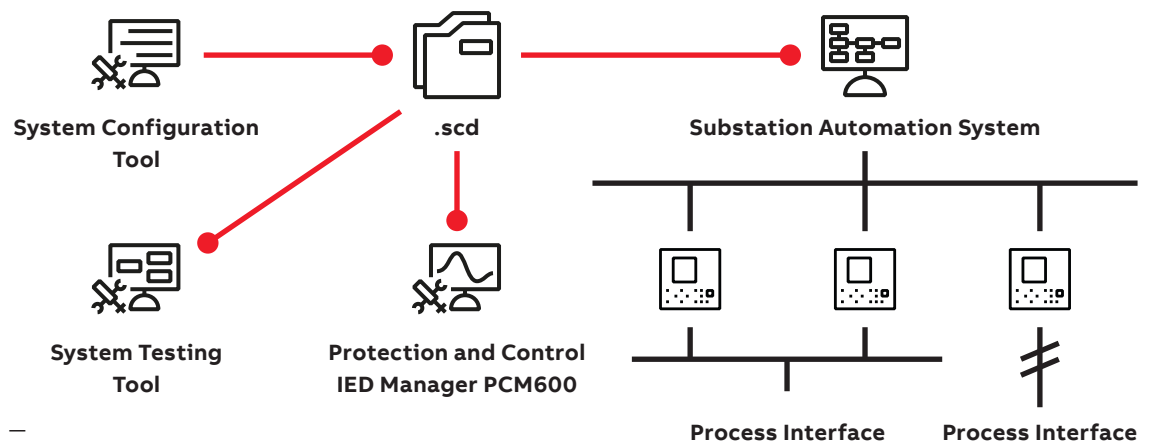 System Configuration
Tool
.scd
Substation Automation System
System Testing
Tool
Protection and Control
IED Manager PCM600
Process Interface
Process Interface